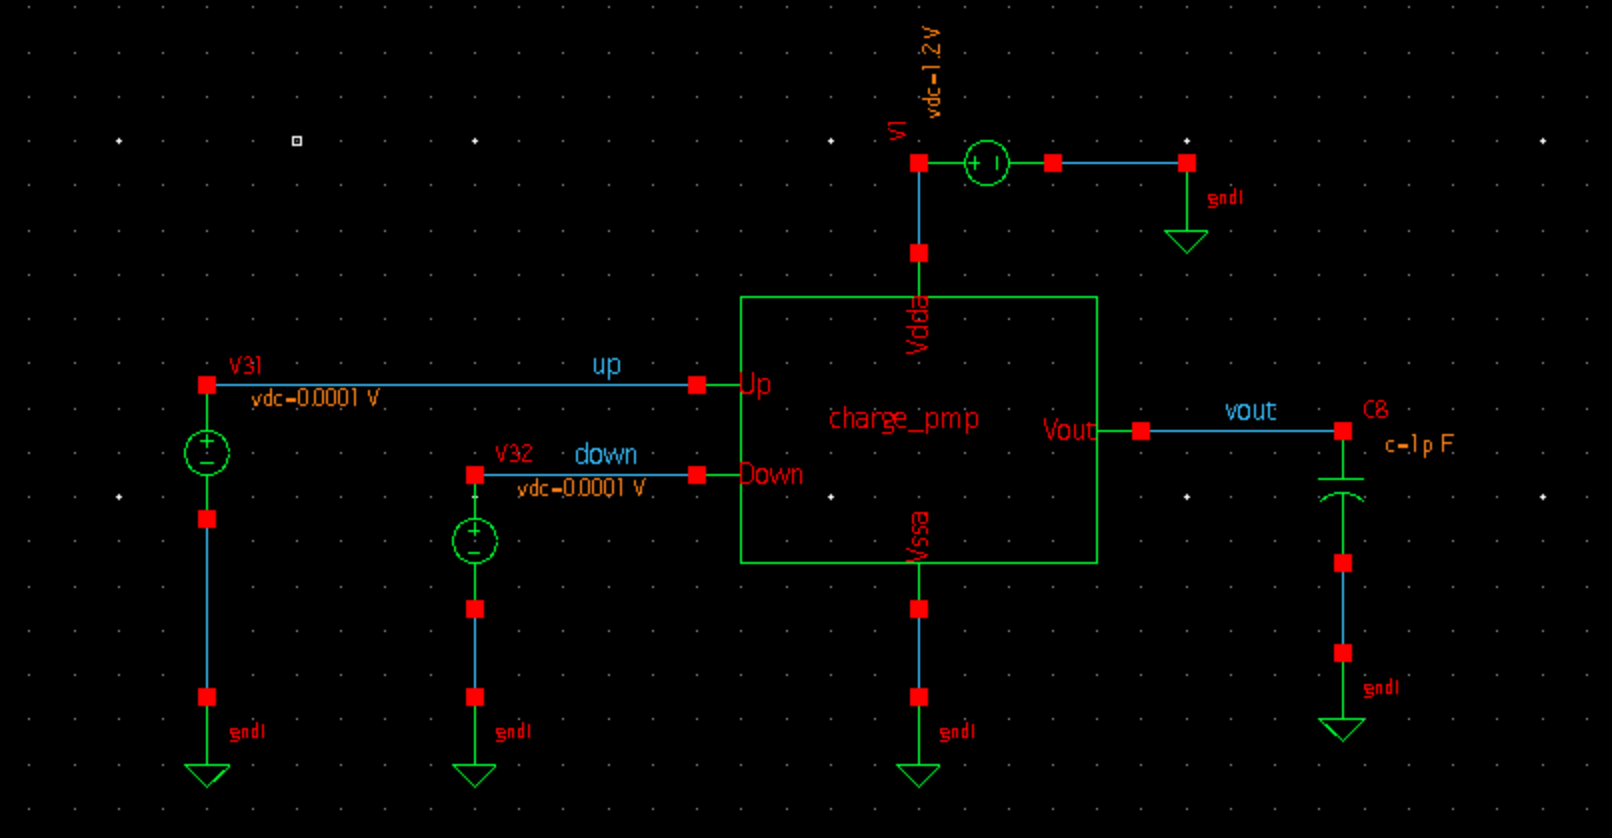 vdc=1.2 V
V1
gnd!
Vdda
V31
up
vdc=0.0001 V
Up
charge_pmp
V32
down
vdc=0.0001 V
Down
Vout
vout
C8
c=1p F
Vssa
gnd!
gnd!
gnd!
gnd!